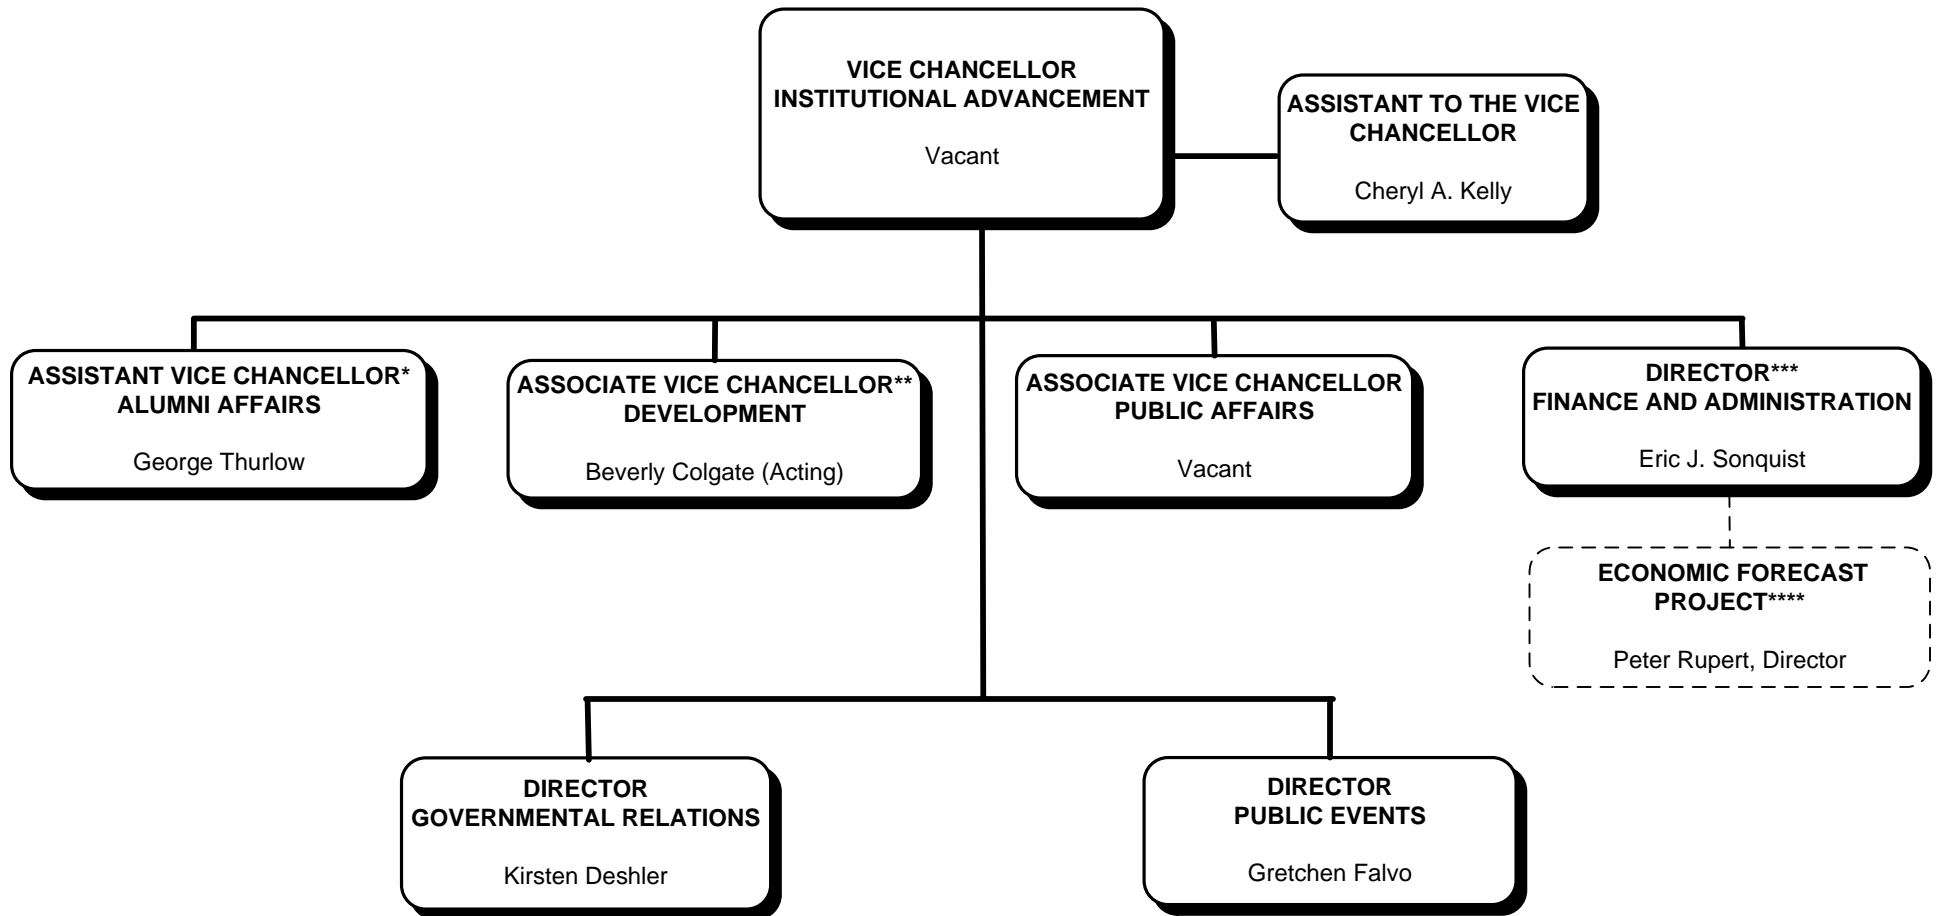 VICE CHANCELLOR
INSTITUTIONAL ADVANCEMENT
Vacant
ASSISTANT TO THE VICE
CHANCELLOR
Cheryl A. Kelly
ASSISTANT VICE CHANCELLOR*
ALUMNI AFFAIRS
George Thurlow
ASSOCIATE VICE CHANCELLOR**
DEVELOPMENT
Beverly Colgate (Acting)
ASSOCIATE VICE CHANCELLOR
PUBLIC AFFAIRS
Vacant
DIRECTOR***
FINANCE AND ADMINISTRATION
Eric J. Sonquist
ECONOMIC FORECAST
PROJECT****
Peter Rupert, Director
DIRECTOR
GOVERNMENTAL RELATIONS
Kirsten Deshler
DIRECTOR
PUBLIC EVENTS
Gretchen Falvo